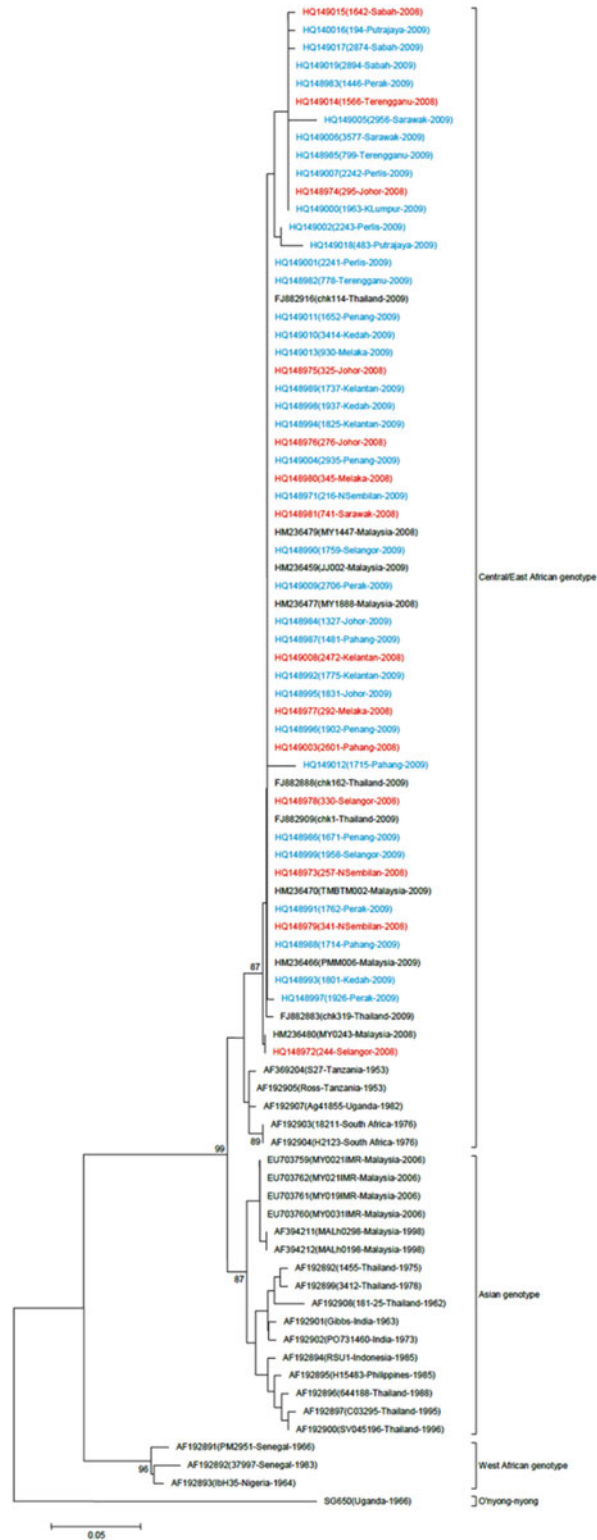 HQ149015(1642-Sabah-2008)
HQ140016(194-Putrajaya-2009)
HQ149017(2874-Sabah-2009)
HQ149019(2894-Sabah-2009)
HQ148983(1446-Perak-2009)
HQ149014(1566-Terengganu-2008)
HQ149005(2956-Sarawak-2009)
HQ149006(3577-Sarawak-2009)
HQ148985(799-Terengganu-2009)
HQ149007(2242-Perlis-2009)
HQ148974(295-Johor-2008)
HQ149000(1963-KLumpur-2009)
HQ149002(2243-Perlis-2009)
HQ149018(483-Putrajaya-2009)
HQ149001(2241-Perlis-2009)
HQ148982(778-Terengganu-2009)
FJ882916(chk114-Thailand-2009)
HQ149011(1652-Penang-2009)
HQ149010(3414-Kedah-2009)
HQ149013(930-Melaka-2009)
HQ148975(325-Johor-2008)
HQ148989(1737-Kelantan-2009)
HQ148998(1937-Kedah-2009)
HQ148994(1825-Kelantan-2009)
HQ148976(276-Johor-2008)
HQ149004(2935-Penang-2009)
HQ148980(345-Melaka-2008)
HQ148971(216-NSembilan-2009)
HQ148981(741-Sarawak-2008)
HM236479(MY1447-Malaysia-2008)
HQ148990(1759-Selangor-2009)
HM236459(JJ002-Malaysia-2009)
HQ149009(2706-Perak-2009)
HM236477(MY1888-Malaysia-2008)
HQ148984(1327-Johor-2009)
HQ148987(1481-Pahang-2009)
HQ149008(2472-Kelantan-2008)
HQ148992(1775-Kelantan-2009)
HQ148995(1831-Johor-2009)
HQ148977(292-Melaka-2008)
HQ148996(1902-Penang-2009)
HQ149003(2601-Pahang-2008)
HQ149012(1715-Pahang-2009)
FJ882888(chk162-Thailand-2009)
HQ148978(330-Selangor-2008)
FJ882909(chk1-Thailand-2009)
HQ148986(1671-Penang-2009)
HQ148999(1958-Selangor-2009)
HQ148973(257-NSembilan-2008)
HM236470(TMBTM002-Malaysia-2009)
HQ148991(1762-Perak-2009)
HQ148979(341-NSembilan-2008)
HQ148988(1714-Pahang-2009)
HM236466(PMM006-Malaysia-2009)
HQ148993(1801-Kedah-2009)
HQ148997(1926-Perak-2009)
FJ882883(chk319-Thailand-2009)
HM236480(MY0243-Malaysia-2008)
HQ148972(244-Selangor-2008)
AF369204(S27-Tanzania-1953)
AF192905(Ross-Tanzania-1953)
AF192907(Ag41855-Uganda-1982)
AF192903(18211-South Africa-1976)
AF192904(H2123-South Africa-1976)
Central/East African genotype
87
89
99
EU703759(MY0021IMR-Malaysia-2006)
EU703762(MY021IMR-Malaysia-2006)
EU703761(MY019IMR-Malaysia-2006)
EU703760(MY0031IMR-Malaysia-2006)
AF394211(MALh0298-Malaysia-1998)
AF394212(MALh0198-Malaysia-1998)
AF192892(1455-Thailand-1975)
AF192899(3412-Thailand-1978)
AF192908(181-25-Thailand-1962)
AF192901(Gibbs-India-1963)
AF192902(PO731460-India-1973)
AF192894(RSU1-Indonesia-1985)
AF192895(H15483-Philippines-1985)
AF192896(644188-Thailand-1988)
AF192897(C03295-Thailand-1995)
AF192900(SV045196-Thailand-1996)
Asian genotype
87
AF192891(PM2951-Senegal-1966)
AF192892(37997-Senegal-1983)
AF192893(IbH35-Nigeria-1964)
West African genotype
96
SG650(Uganda-1966)
O'nyong-nyong
0.05